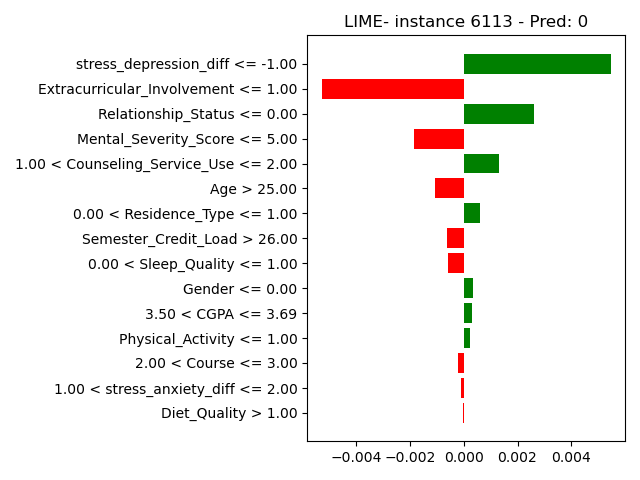 LIME- instance 6113 - Pred: 0
stress_depression_diff <= -1.00
Extracurricular_Involvement <= 1.00
Relationship_Status <= 0.00
Mental_Severity_Score <= 5.00
1.00 < Counseling_Service_Use <= 2.00
Age > 25.00
0.00 < Residence_Type <= 1.00
Semester_Credit_Load > 26.00
0.00 < Sleep_Quality <= 1.00
Gender <= 0.00
3.50 < CGPA <= 3.69
Physical_Activity <= 1.00
2.00 < Course <= 3.00
1.00 < stress_anxiety_diff <= 2.00
Diet_Quality > 1.00
−0.004 −0.002 0.000 0.002 0.004